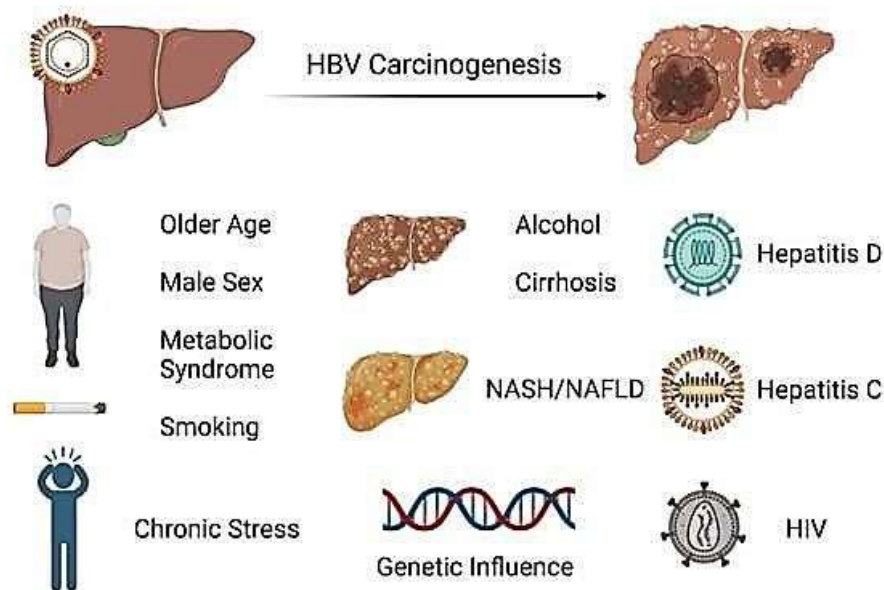 HBV Carcinogenesis
Older Age
Male Sex
Metabolic
Syndrome
Smoking
Chronic Stress
Alcohol
Cirrhosis
NASH/NAFLD
Genetic Influence
Hepatitis D
Hepatitis C
HIV